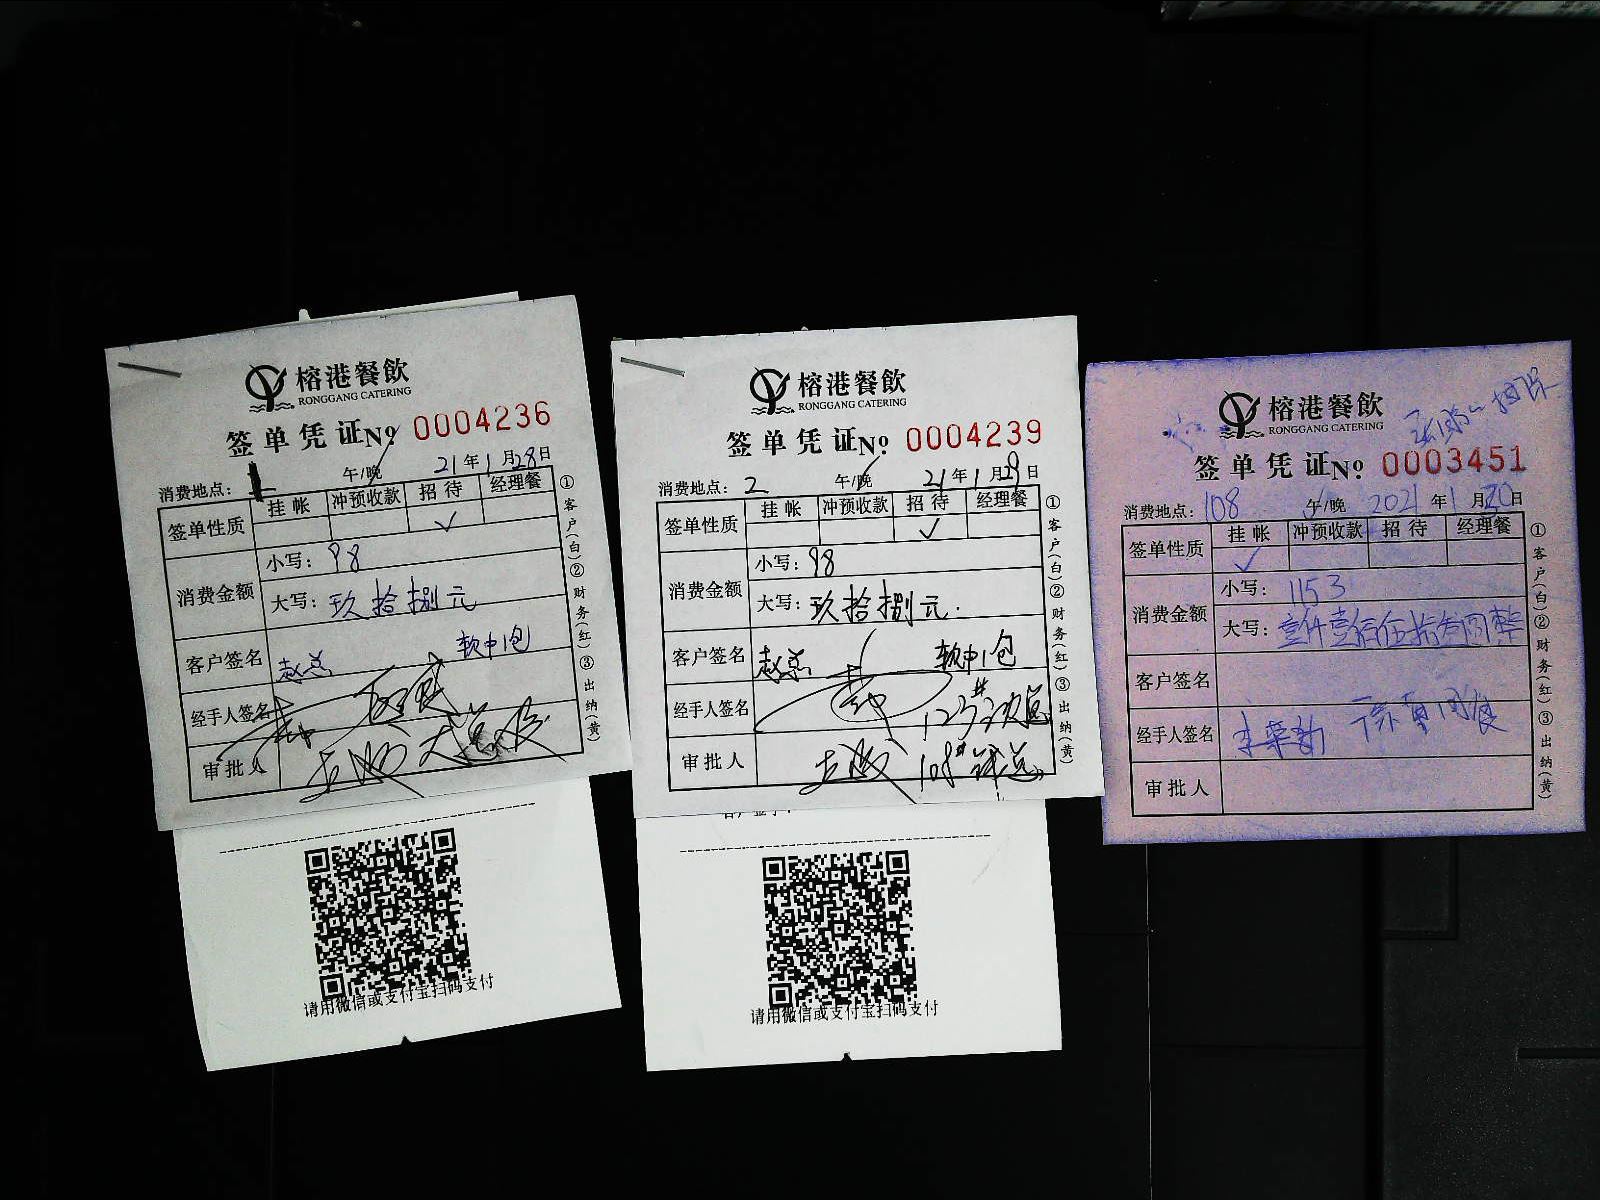 榕港餐飲
RONGGANG CATERING
签单凭证№ 0004236
消费地点: 午/晚 21年1月28日
签单性质 挂帐 冲预收款 招待 经理餐
✓
消费金额 小写: 98
大写: 玖拾捌元
客户签名 赵总 软中1包
经手人签名
审批人
①客户(白)②财务(红)③出纳(黄)
请用微信或支付宝扫码支付
榕港餐飲
RONGGANG CATERING
签单凭证№ 0004239
消费地点: 2 午/晚 21年1月29日
签单性质 挂帐 冲预收款 招待 经理餐
✓
消费金额 小写: 98
大写: 玖拾捌元.
客户签名 赵总 软中1包
经手人签名
审批人 108#
①客户(白)②财务(红)③出纳(黄)
请用微信或支付宝扫码支付
榕港餐飲
RONGGANG CATERING
签单凭证№ 0003451
消费地点: 108 午/晚 2021年1月20日
签单性质 挂帐 冲预收款 招待 经理餐
✓
消费金额 小写: 1153
大写: 壹仟壹佰伍拾叁圆整
客户签名
经手人签名
审批人
①客户(白)②财务(红)③出纳(黄)